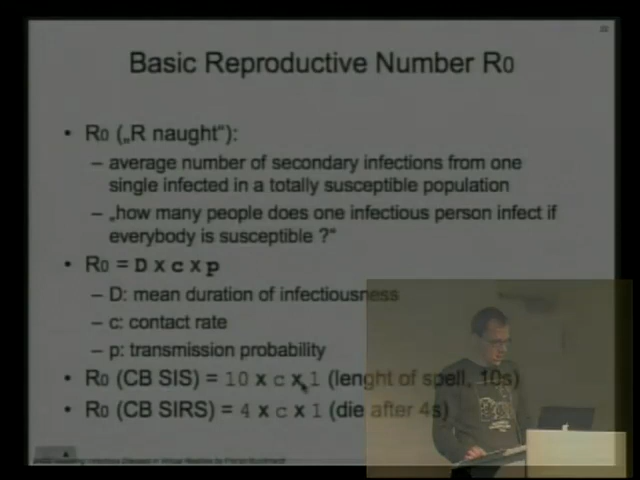 Basic Reproductive Number R0
• R0 („R naught“):
– average number of secondary infections from one
single infected in a totally susceptible population
– „how many people does one infectious person infect if
everybody is susceptible ?“
• R0 = D x c x p
– D: mean duration of infectiousness
– c: contact rate
– p: transmission probability
• R0 (CB SIS) = 10 x c x 1 (lenght of spell, 10s)
• R0 (CB SIRS) = 4 x c x 1 (die after 4s)